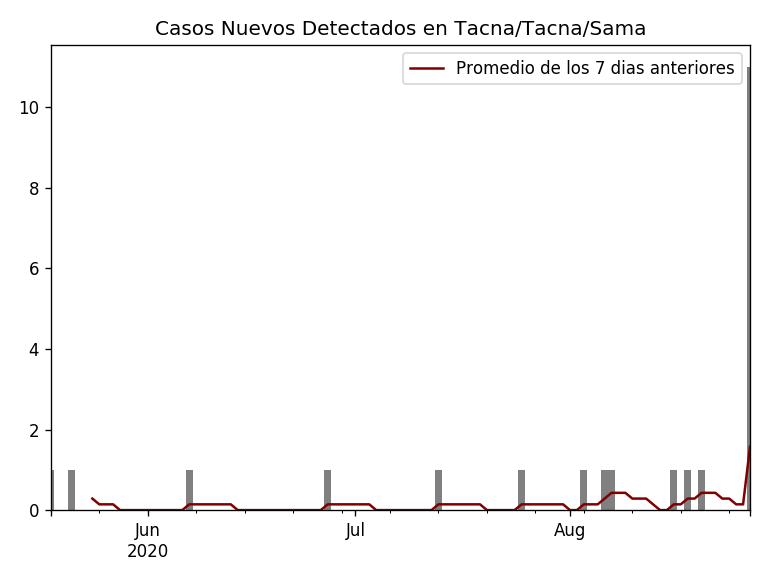 Casos Nuevos Detectados en Tacna/Tacna/Sama
Promedio de los 7 dias anteriores
10
8
6
4
2
0
Jun
2020
Jul
Aug